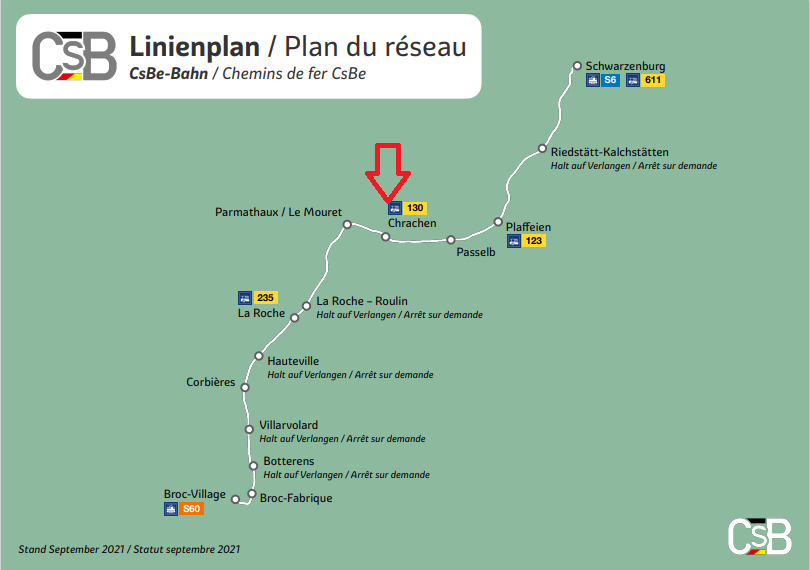 CSB
Linienplan / Plan du réseau
CsBe-Bahn / Chemins de fer CsBe
Schwarzenburg
S6 611
Riedstätt-Kalchstätten
Halt auf Verlangen / Arrêt sur demande
130
Chrachen
Parmathaux / Le Mouret
Plaffeien
123
Passelb
235
La Roche
La Roche – Roulin
Halt auf Verlangen / Arrêt sur demande
Hauteville
Halt auf Verlangen / Arrêt sur demande
Corbières
Villarvolard
Halt auf Verlangen / Arrêt sur demande
Botterens
Halt auf Verlangen / Arrêt sur demande
Broc-Village
S60
Broc-Fabrique
Stand September 2021 / Statut septembre 2021
CSB